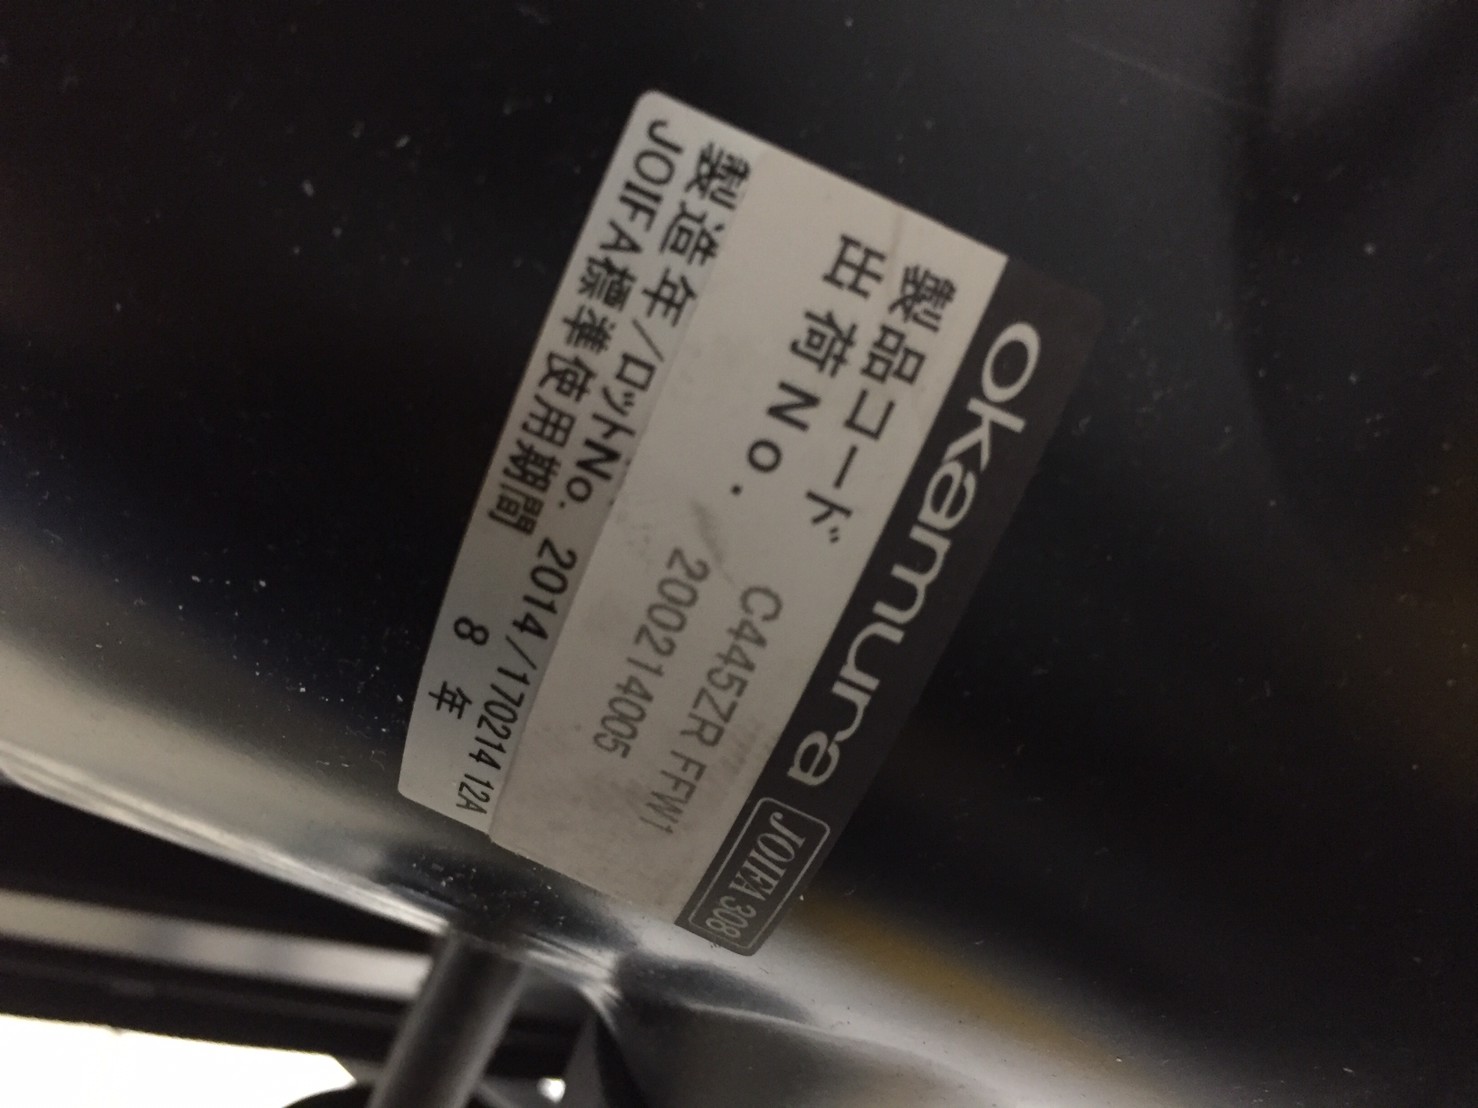 okamura JOIFA 308
製品コード C445ZR FFW1
出荷No. /200214005
製造年/ロットNo. 2014/170214 12A
JOIFA標準使用期間 8 年